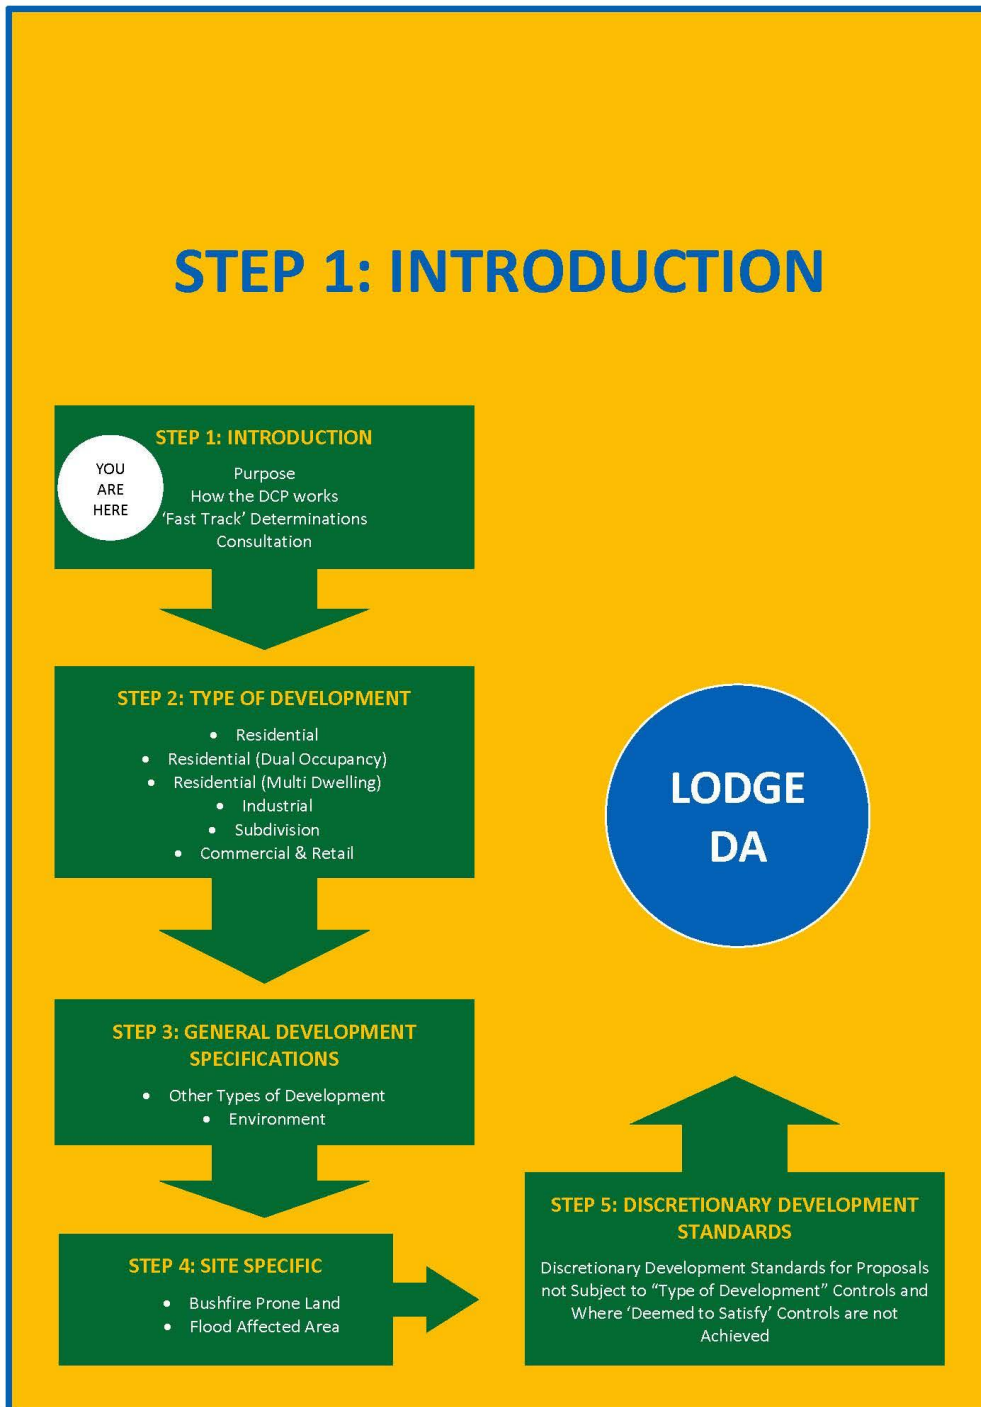 STEP 1: INTRODUCTION
STEP 1: INTRODUCTION
YOU
ARE
HERE
Purpose
How the DCP works
‘Fast Track’ Determinations
Consultation
STEP 2: TYPE OF DEVELOPMENT
• Residential
• Residential (Dual Occupancy)
• Residential (Multi Dwelling)
• Industrial
• Subdivision
• Commercial & Retail
STEP 3: GENERAL DEVELOPMENT
SPECIFICATIONS
• Other Types of Development
• Environment
STEP 4: SITE SPECIFIC
• Bushfire Prone Land
• Flood Affected Area
STEP 5: DISCRETIONARY DEVELOPMENT
STANDARDS
Discretionary Development Standards for Proposals
not Subject to “Type of Development” Controls and
Where ‘Deemed to Satisfy’ Controls are not
Achieved
LODGE
DA